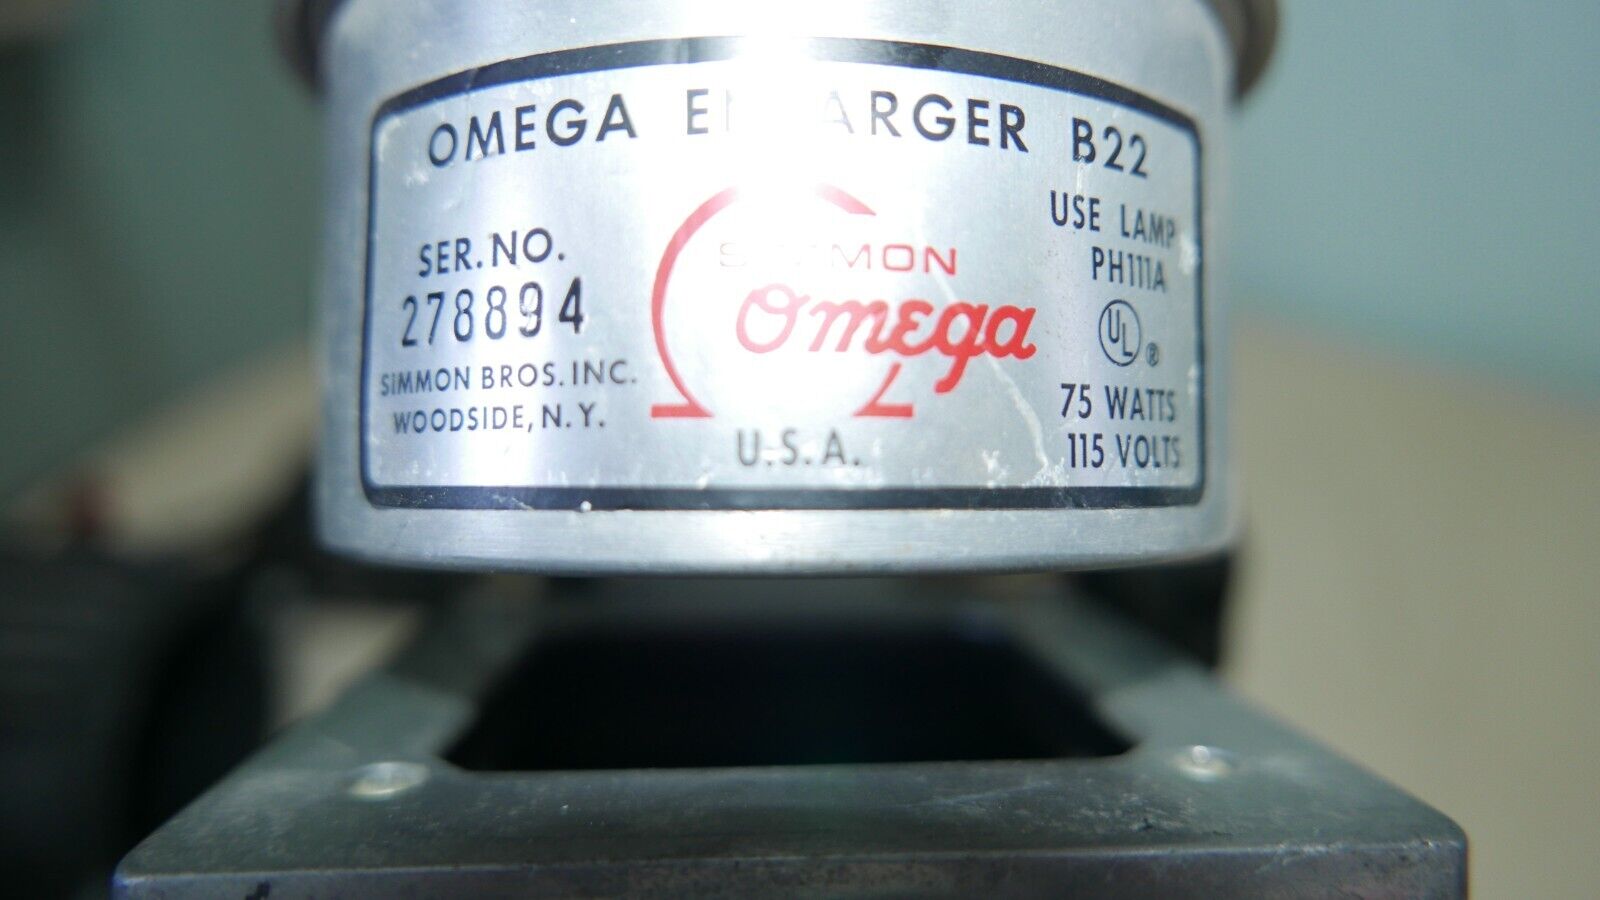 OMEGA ENLARGER B22
SER. NO.
278894
SIMMON BROS. INC.
WOODSIDE, N.Y.
SIMMON
Omega
U.S.A.
USE LAMP
PH111A
UL ®
75 WATTS
115 VOLTS